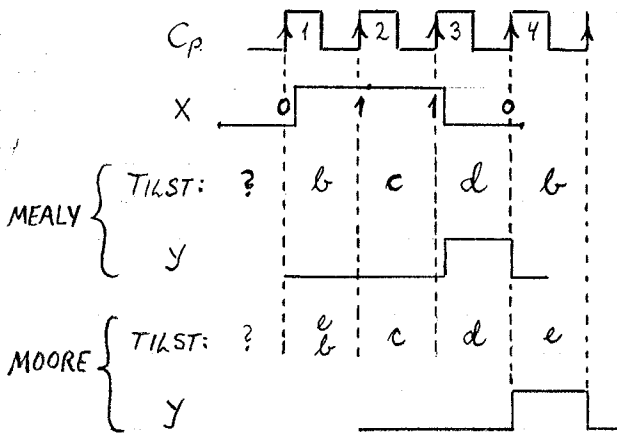 Cp. 1 2 3 4
X 0 1 1 0
MEALY
TILST: ? b c d b
y
MOORE
TILST: ? e b c d e
y